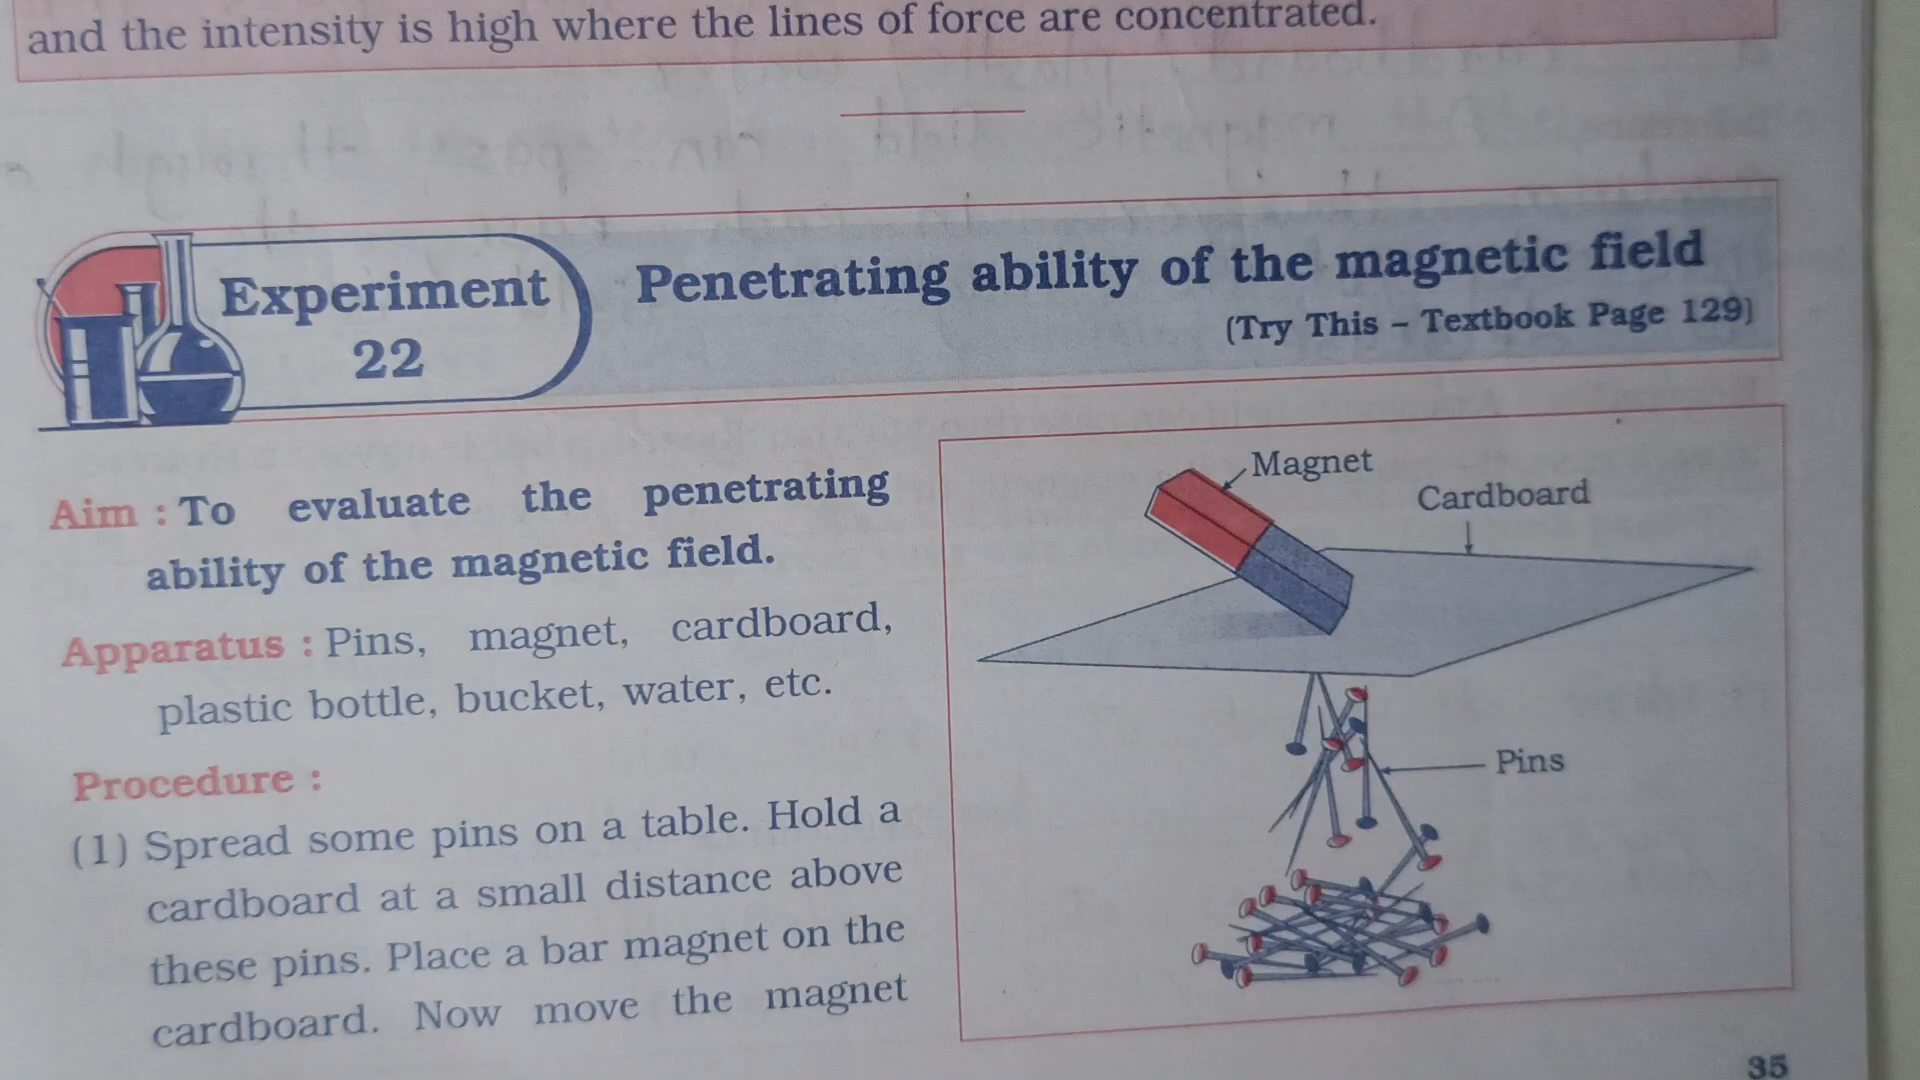 and the intensity is high where the lines of force are concentrated.
Experiment
22
Penetrating ability of the magnetic field
(Try This – Textbook Page 129)
Aim : To evaluate the penetrating
ability of the magnetic field.
Apparatus : Pins, magnet, cardboard,
plastic bottle, bucket, water, etc.
Procedure :
(1) Spread some pins on a table. Hold a
cardboard at a small distance above
these pins. Place a bar magnet on the
cardboard. Now move the magnet
Magnet
Cardboard
Pins
35